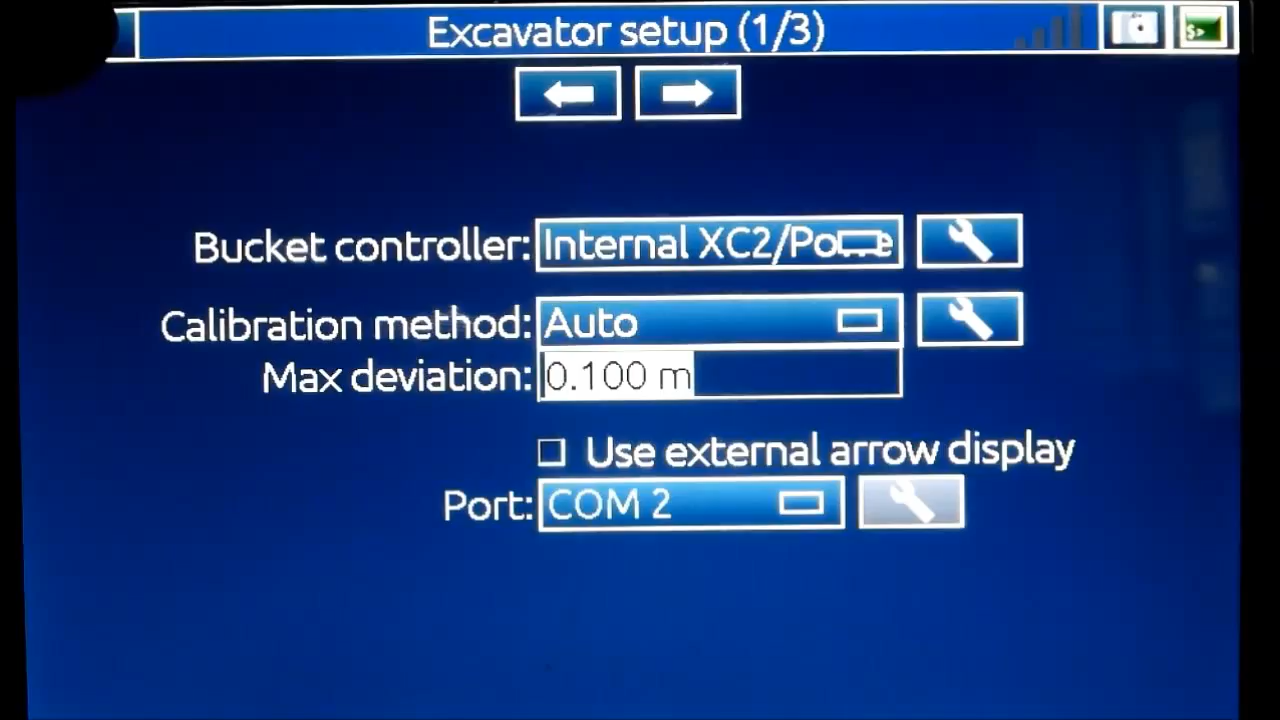 Excavator setup (1/3)
$>
Bucket controller: Internal XC2/Po
Calibration method: Auto
Max deviation: 0.100 m
Use external arrow display
Port: COM 2